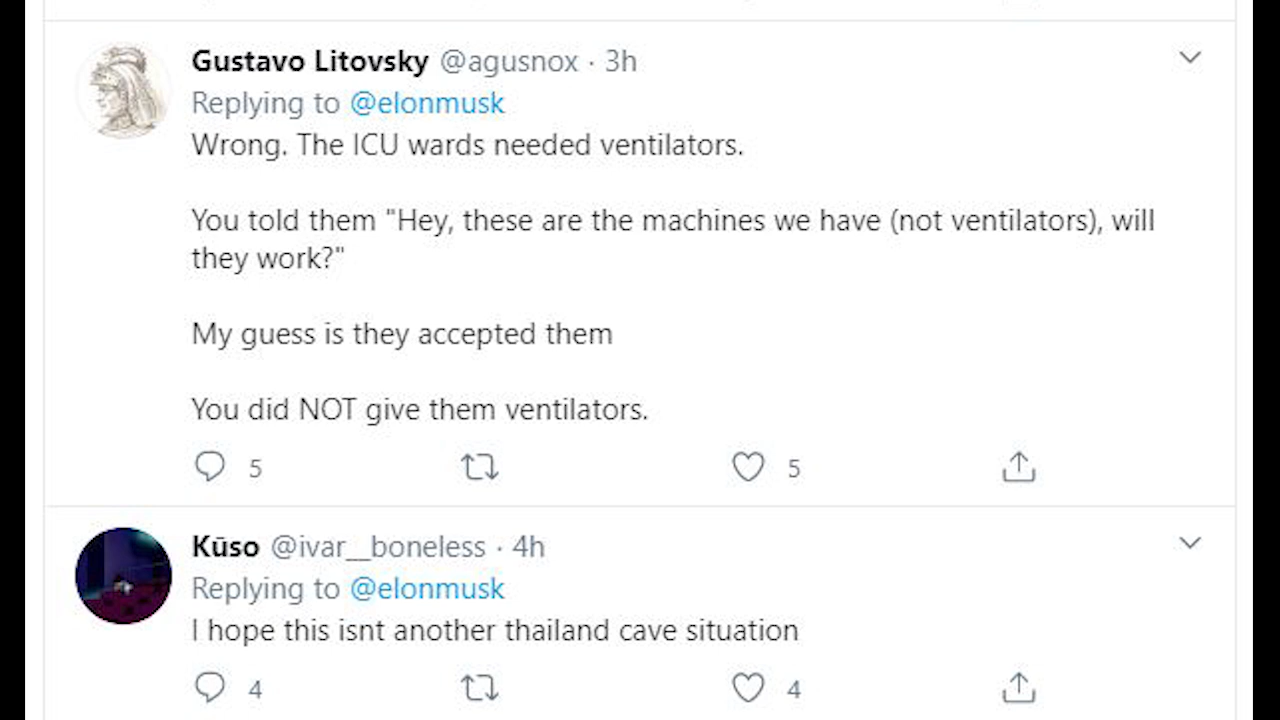 Gustavo Litovsky @agusnox · 3h
Replying to @elonmusk
Wrong. The ICU wards needed ventilators.
You told them "Hey, these are the machines we have (not ventilators), will
they work?"
My guess is they accepted them
You did NOT give them ventilators.
5 5
Kūso @ivar__boneless · 4h
Replying to @elonmusk
I hope this isnt another thailand cave situation
4 4